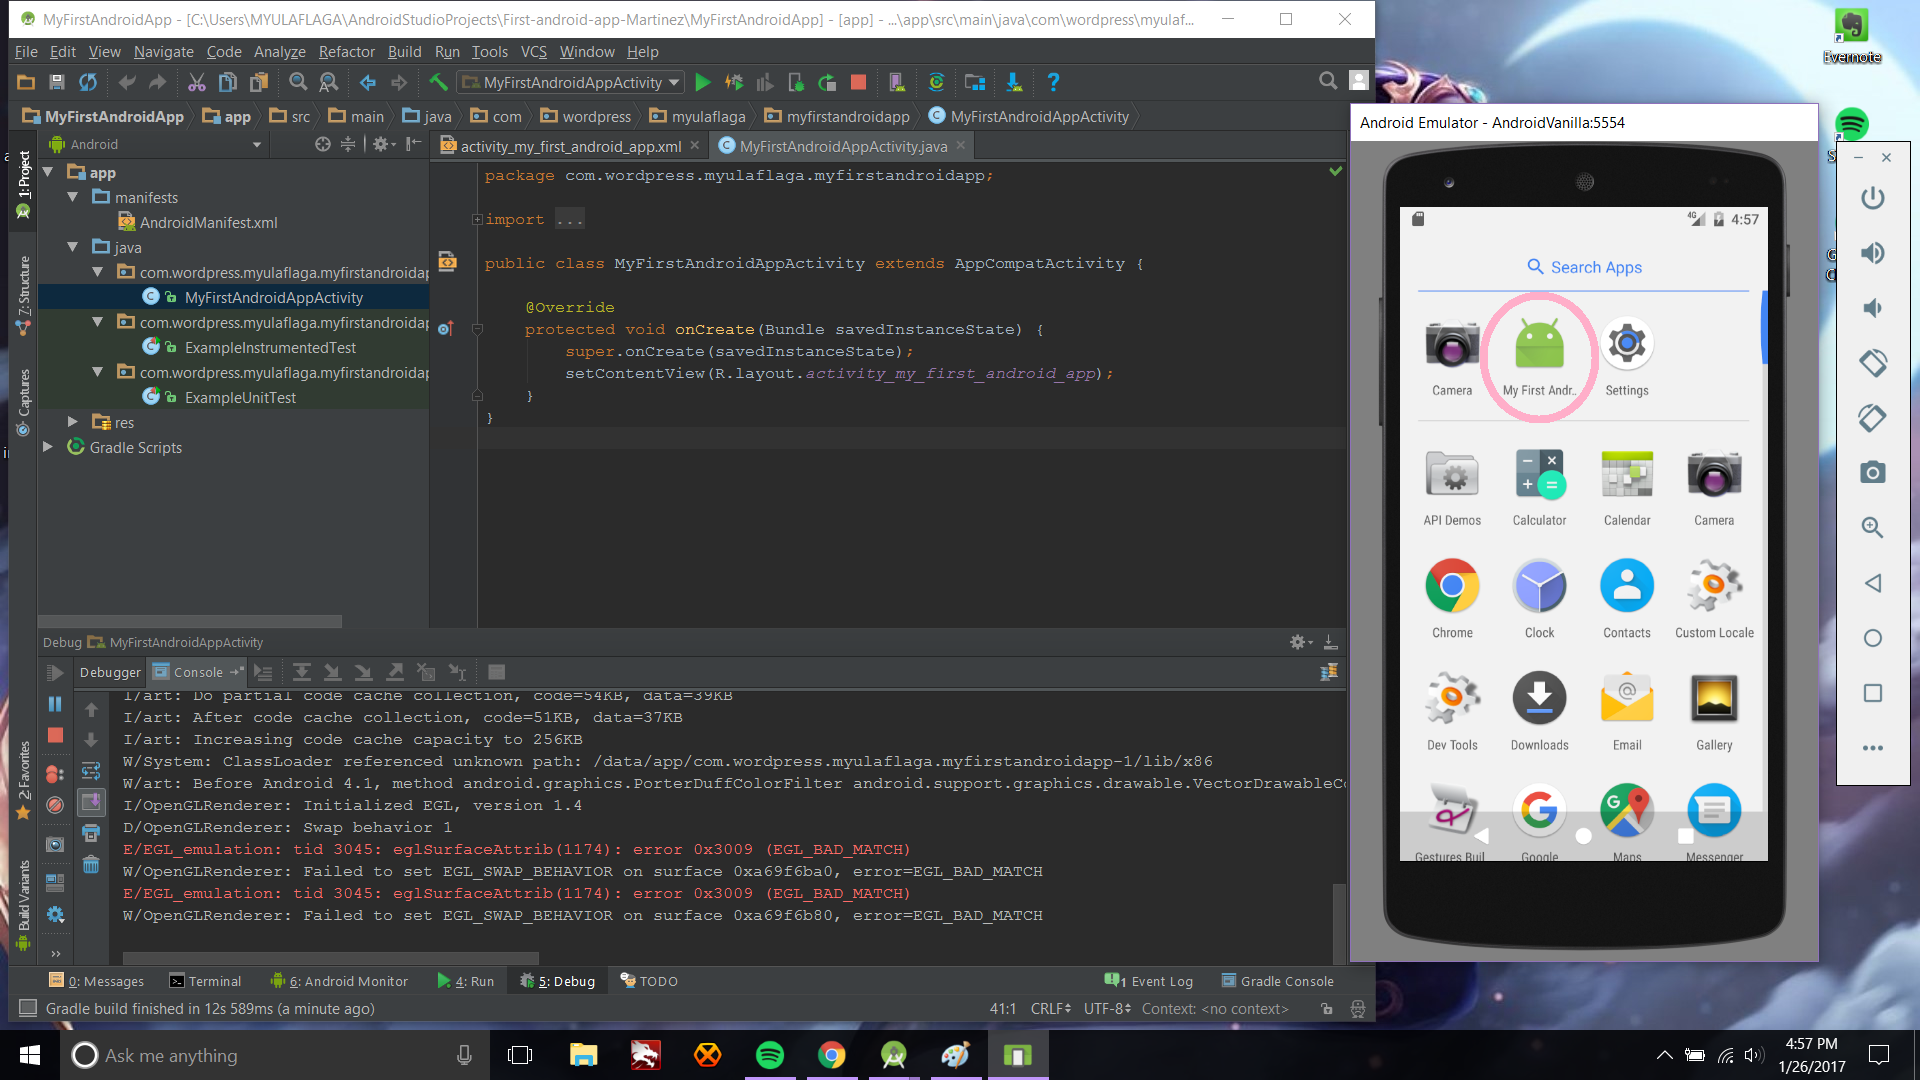 MyFirstAndroidApp - [C:\Users\MYULAFLAGA\AndroidStudioProjects\First-android-app-Martinez\MyFirstAndroidApp] - [app] - ...\app\src\main\java\com\wordpress\myulaf...
File Edit View Navigate Code Analyze Refactor Build Run Tools VCS Window Help
MyFirstAndroidAppActivity
MyFirstAndroidApp app src main java com wordpress myulaflaga myfirstandroidapp MyFirstAndroidAppActivity
Android
activity_my_first_android_app.xml MyFirstAndroidAppActivity.java
1: Project
Z: Structure
Captures
2: Favorites
Build Variants
app
manifests
AndroidManifest.xml
java
com.wordpress.myulaflaga.myfirstandroidap
MyFirstAndroidAppActivity
com.wordpress.myulaflaga.myfirstandroidap
ExampleInstrumentedTest
com.wordpress.myulaflaga.myfirstandroidap
ExampleUnitTest
res
Gradle Scripts
package com.wordpress.myulaflaga.myfirstandroidapp;
import ...
public class MyFirstAndroidAppActivity extends AppCompatActivity {
@Override
protected void onCreate(Bundle savedInstanceState) {
super.onCreate(savedInstanceState);
setContentView(R.layout.activity_my_first_android_app);
}
}
Debug MyFirstAndroidAppActivity
Debugger Console
I/art: Do partial code cache collection, code=54KB, data=39KB
I/art: After code cache collection, code=51KB, data=37KB
I/art: Increasing code cache capacity to 256KB
W/System: ClassLoader referenced unknown path: /data/app/com.wordpress.myulaflaga.myfirstandroidapp-1/lib/x86
W/art: Before Android 4.1, method android.graphics.PorterDuffColorFilter android.support.graphics.drawable.VectorDrawableCo
I/OpenGLRenderer: Initialized EGL, version 1.4
D/OpenGLRenderer: Swap behavior 1
E/EGL_emulation: tid 3045: eglSurfaceAttrib(1174): error 0x3009 (EGL_BAD_MATCH)
W/OpenGLRenderer: Failed to set EGL_SWAP_BEHAVIOR on surface 0xa69f6ba0, error=EGL_BAD_MATCH
E/EGL_emulation: tid 3045: eglSurfaceAttrib(1174): error 0x3009 (EGL_BAD_MATCH)
W/OpenGLRenderer: Failed to set EGL_SWAP_BEHAVIOR on surface 0xa69f6b80, error=EGL_BAD_MATCH
0: Messages Terminal 6: Android Monitor 4: Run 5: Debug TODO 1 Event Log Gradle Console
Gradle build finished in 12s 589ms (a minute ago) 41:1 CRLF UTF-8 Context: <no context>
Evernote
Android Emulator - AndroidVanilla:5554
4G 4:57
Search Apps
Camera My First Andr.. Settings
API Demos Calculator Calendar Camera
Chrome Clock Contacts Custom Locale
Dev Tools Downloads Email Gallery
Gestures Buil Google Maps Messenger
Ask me anything
4:57 PM
1/26/2017